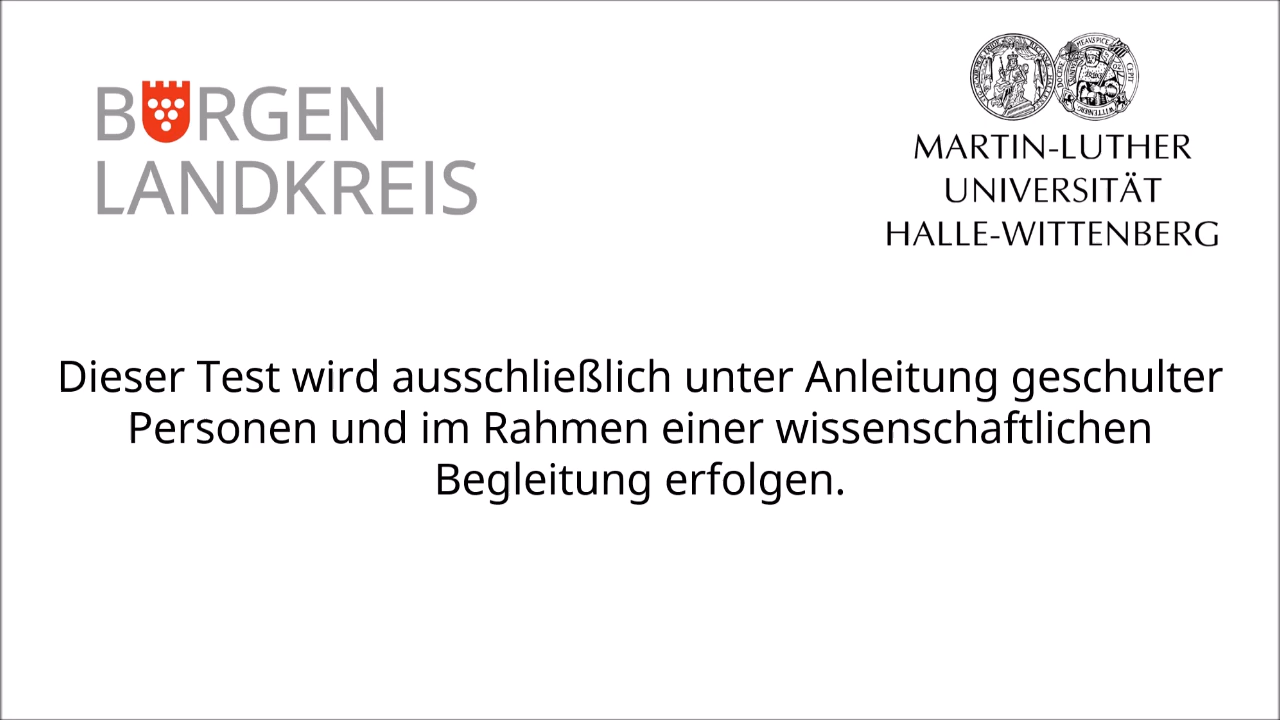 BURGEN
LANDKREIS
MARTIN-LUTHER
UNIVERSITÄT
HALLE-WITTENBERG
Dieser Test wird ausschließlich unter Anleitung geschulter
Personen und im Rahmen einer wissenschaftlichen
Begleitung erfolgen.